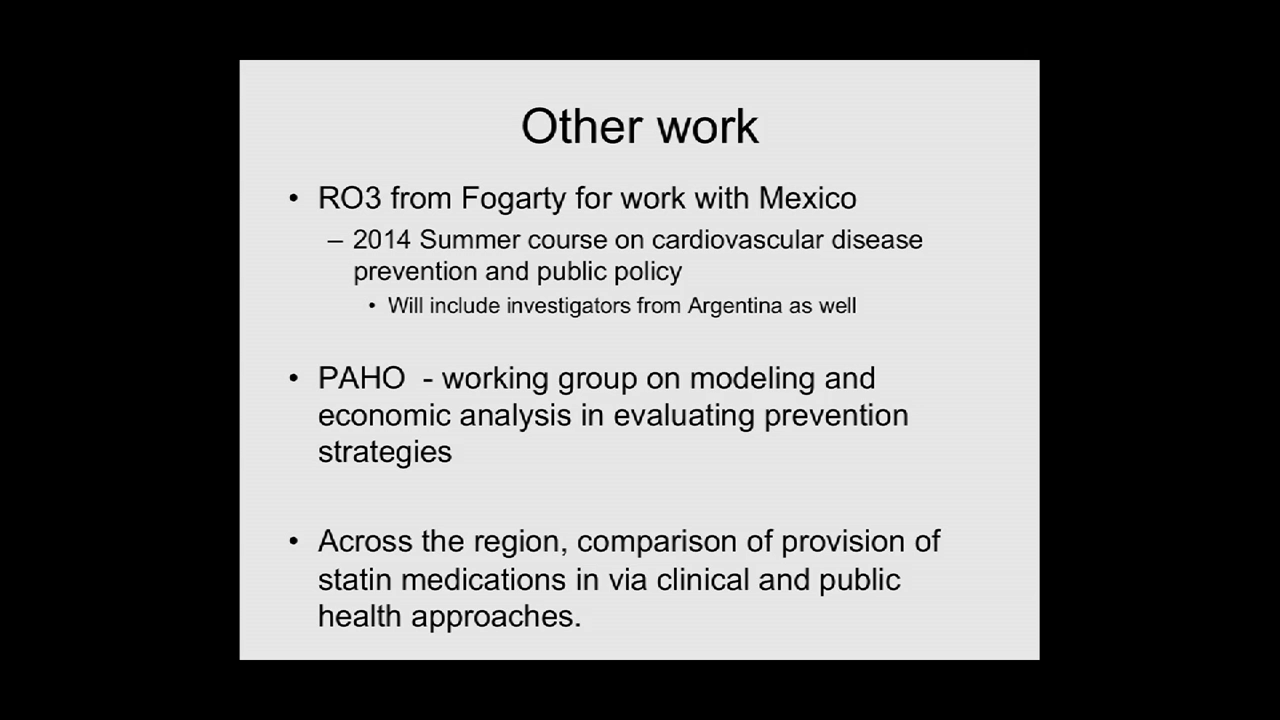 Other work
• RO3 from Fogarty for work with Mexico
– 2014 Summer course on cardiovascular disease
prevention and public policy
• Will include investigators from Argentina as well
• PAHO  - working group on modeling and
economic analysis in evaluating prevention
strategies
• Across the region, comparison of provision of
statin medications in via clinical and public
health approaches.